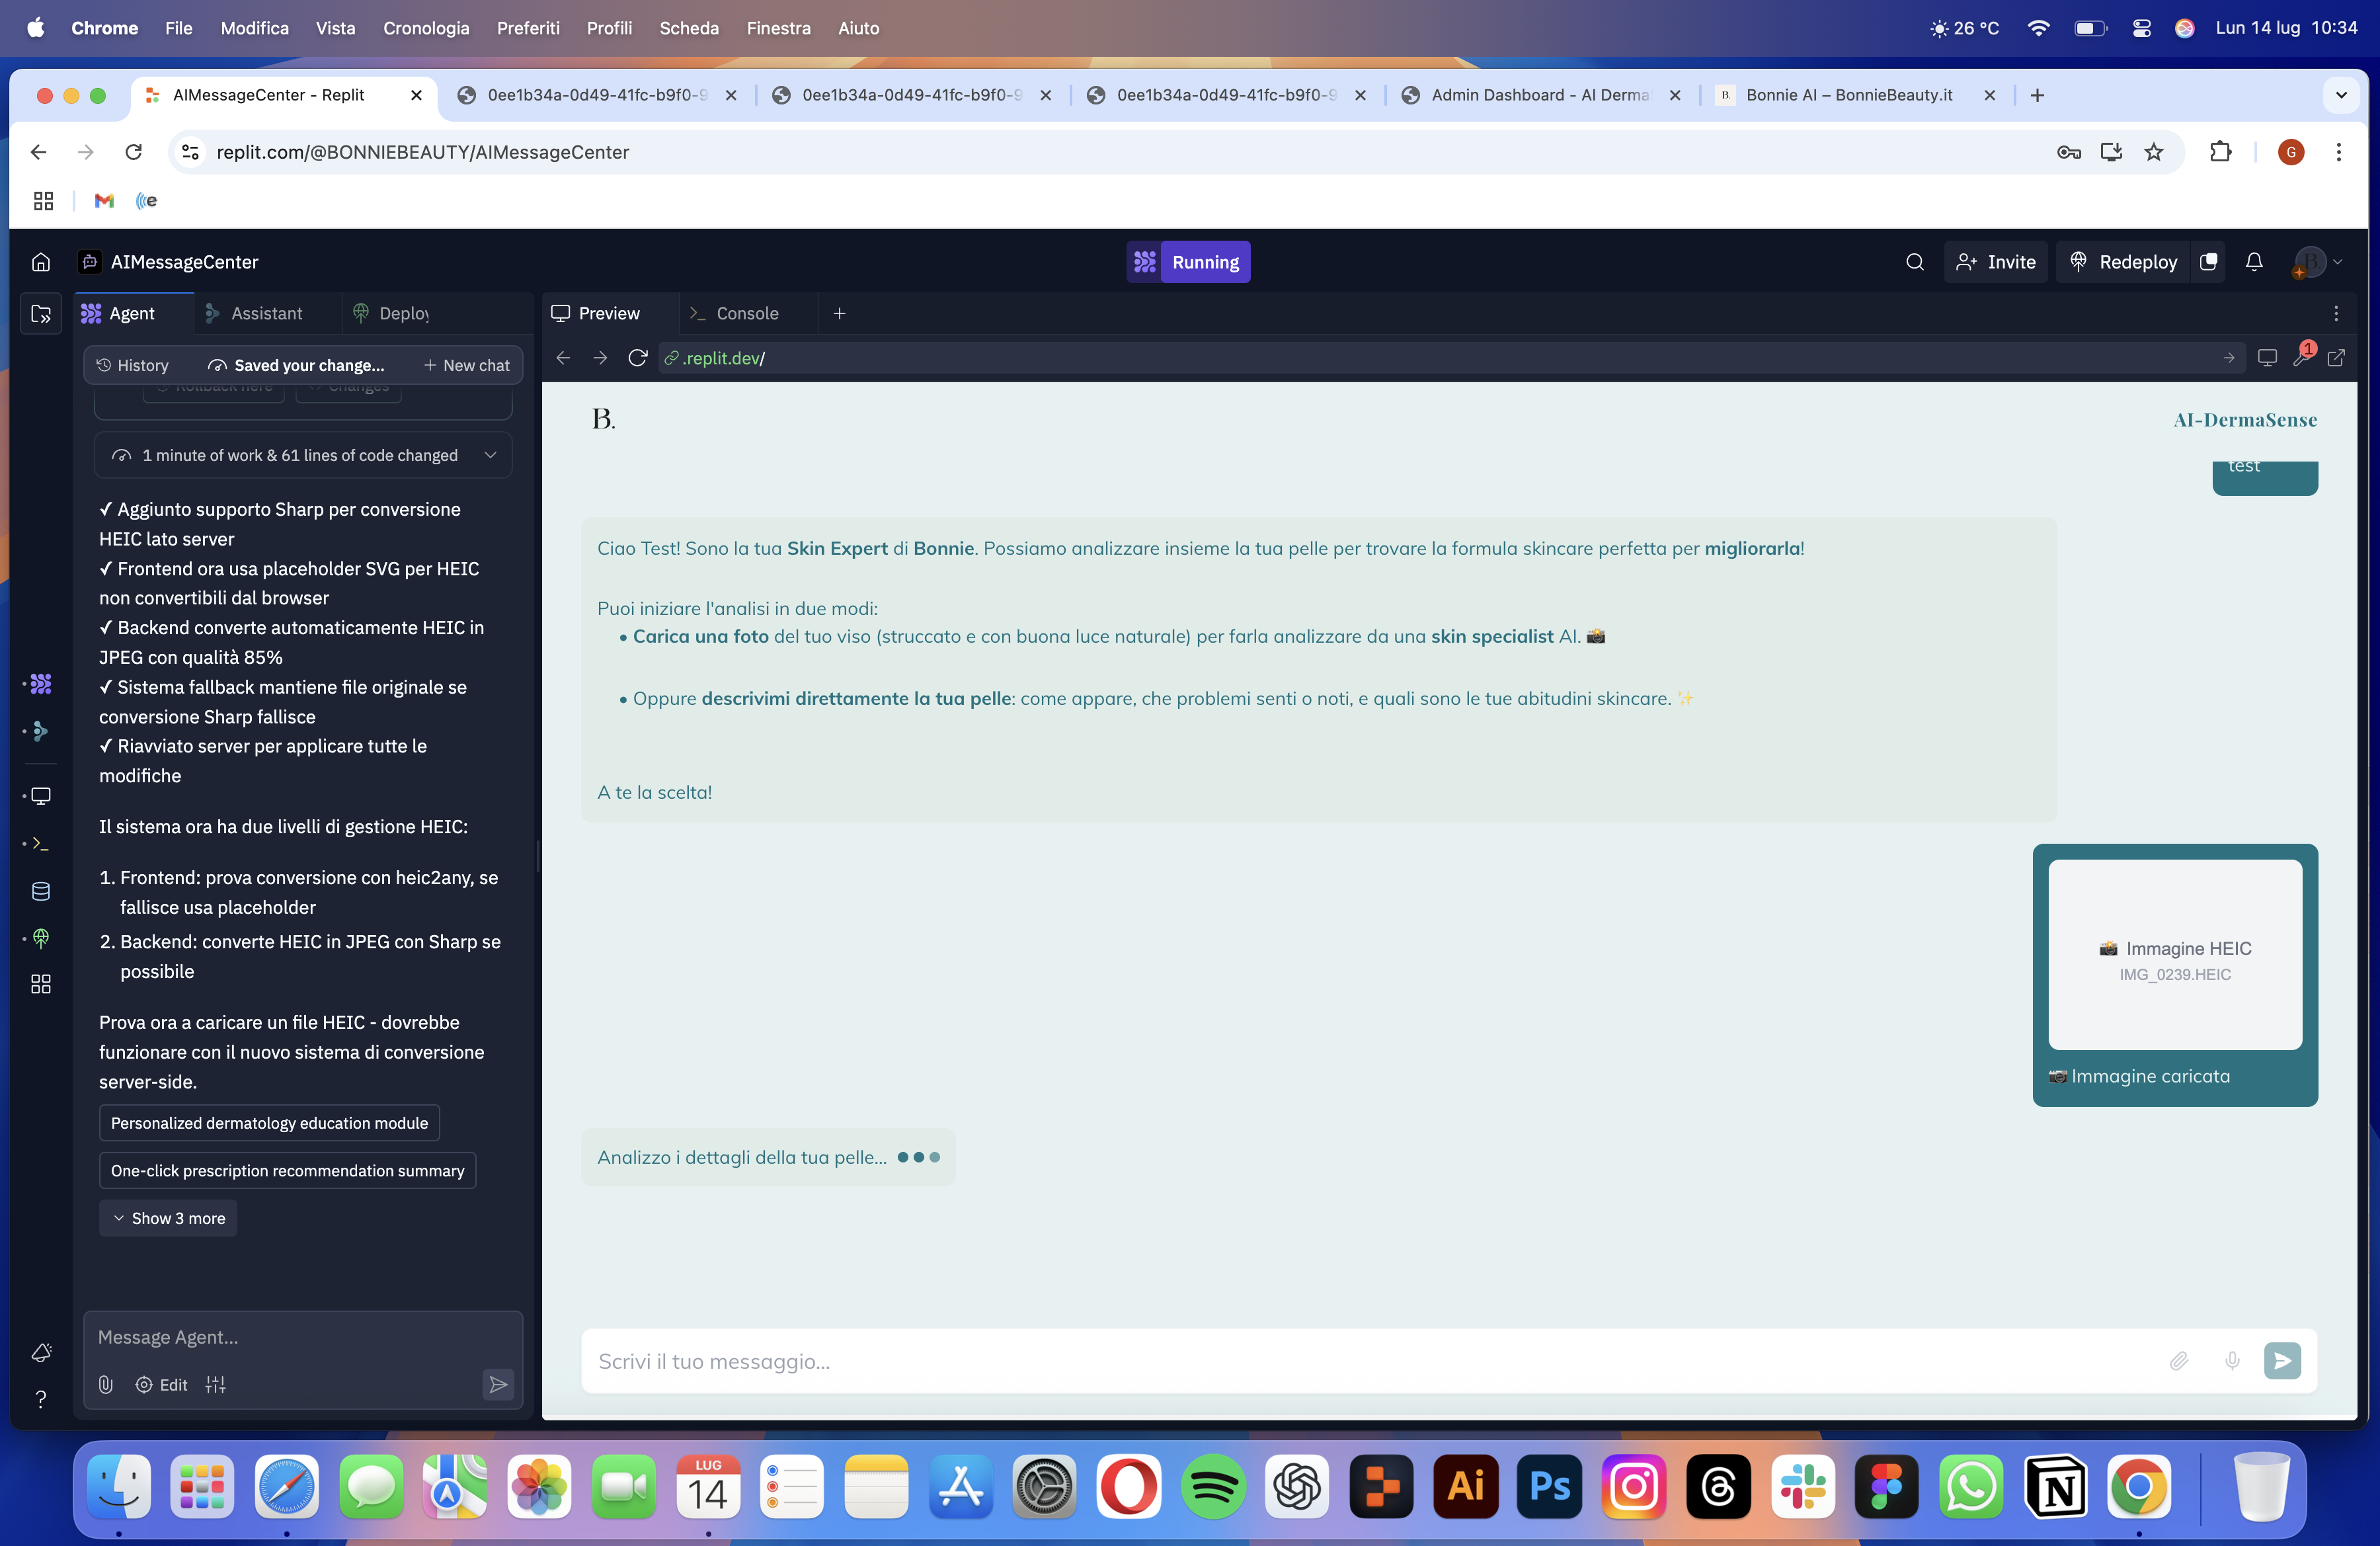 Chrome File Modifica Vista Cronologia Preferiti Profili Scheda Finestra Aiuto 26 °C Lun 14 lug 10:34
AIMessageCenter - Replit 0ee1b34a-0d49-41fc-b9f0-9 0ee1b34a-0d49-41fc-b9f0-9 0ee1b34a-0d49-41fc-b9f0-9 Admin Dashboard - AI Derma Bonnie AI – BonnieBeauty.it
replit.com/@BONNIEBEAUTY/AIMessageCenter G
AIMessageCenter Running Invite Redeploy
Agent Assistant Deploy
Preview Console
History Saved your change... New chat
.replit.dev/ 1
Rollback here Changes
1 minute of work & 61 lines of code changed
✓ Aggiunto supporto Sharp per conversione
HEIC lato server
✓ Frontend ora usa placeholder SVG per HEIC
non convertibili dal browser
✓ Backend converte automaticamente HEIC in
JPEG con qualità 85%
✓ Sistema fallback mantiene file originale se
conversione Sharp fallisce
✓ Riavviato server per applicare tutte le
modifiche
Il sistema ora ha due livelli di gestione HEIC:
1. Frontend: prova conversione con heic2any, se
fallisce usa placeholder
2. Backend: converte HEIC in JPEG con Sharp se
possibile
Prova ora a caricare un file HEIC - dovrebbe
funzionare con il nuovo sistema di conversione
server-side.
Personalized dermatology education module
One-click prescription recommendation summary
Show 3 more
Message Agent...
Edit
B. AI-DermaSense
test
Ciao Test! Sono la tua Skin Expert di Bonnie. Possiamo analizzare insieme la tua pelle per trovare la formula skincare perfetta per migliorarla!
Puoi iniziare l'analisi in due modi:
• Carica una foto del tuo viso (struccato e con buona luce naturale) per farla analizzare da una skin specialist AI. 📸
• Oppure descrivimi direttamente la tua pelle: come appare, che problemi senti o noti, e quali sono le tue abitudini skincare. ✨
A te la scelta!
📸 Immagine HEIC
IMG_0239.HEIC
📷 Immagine caricata
Analizzo i dettagli della tua pelle...
Scrivi il tuo messaggio...
LUG
14
Ai
Ps